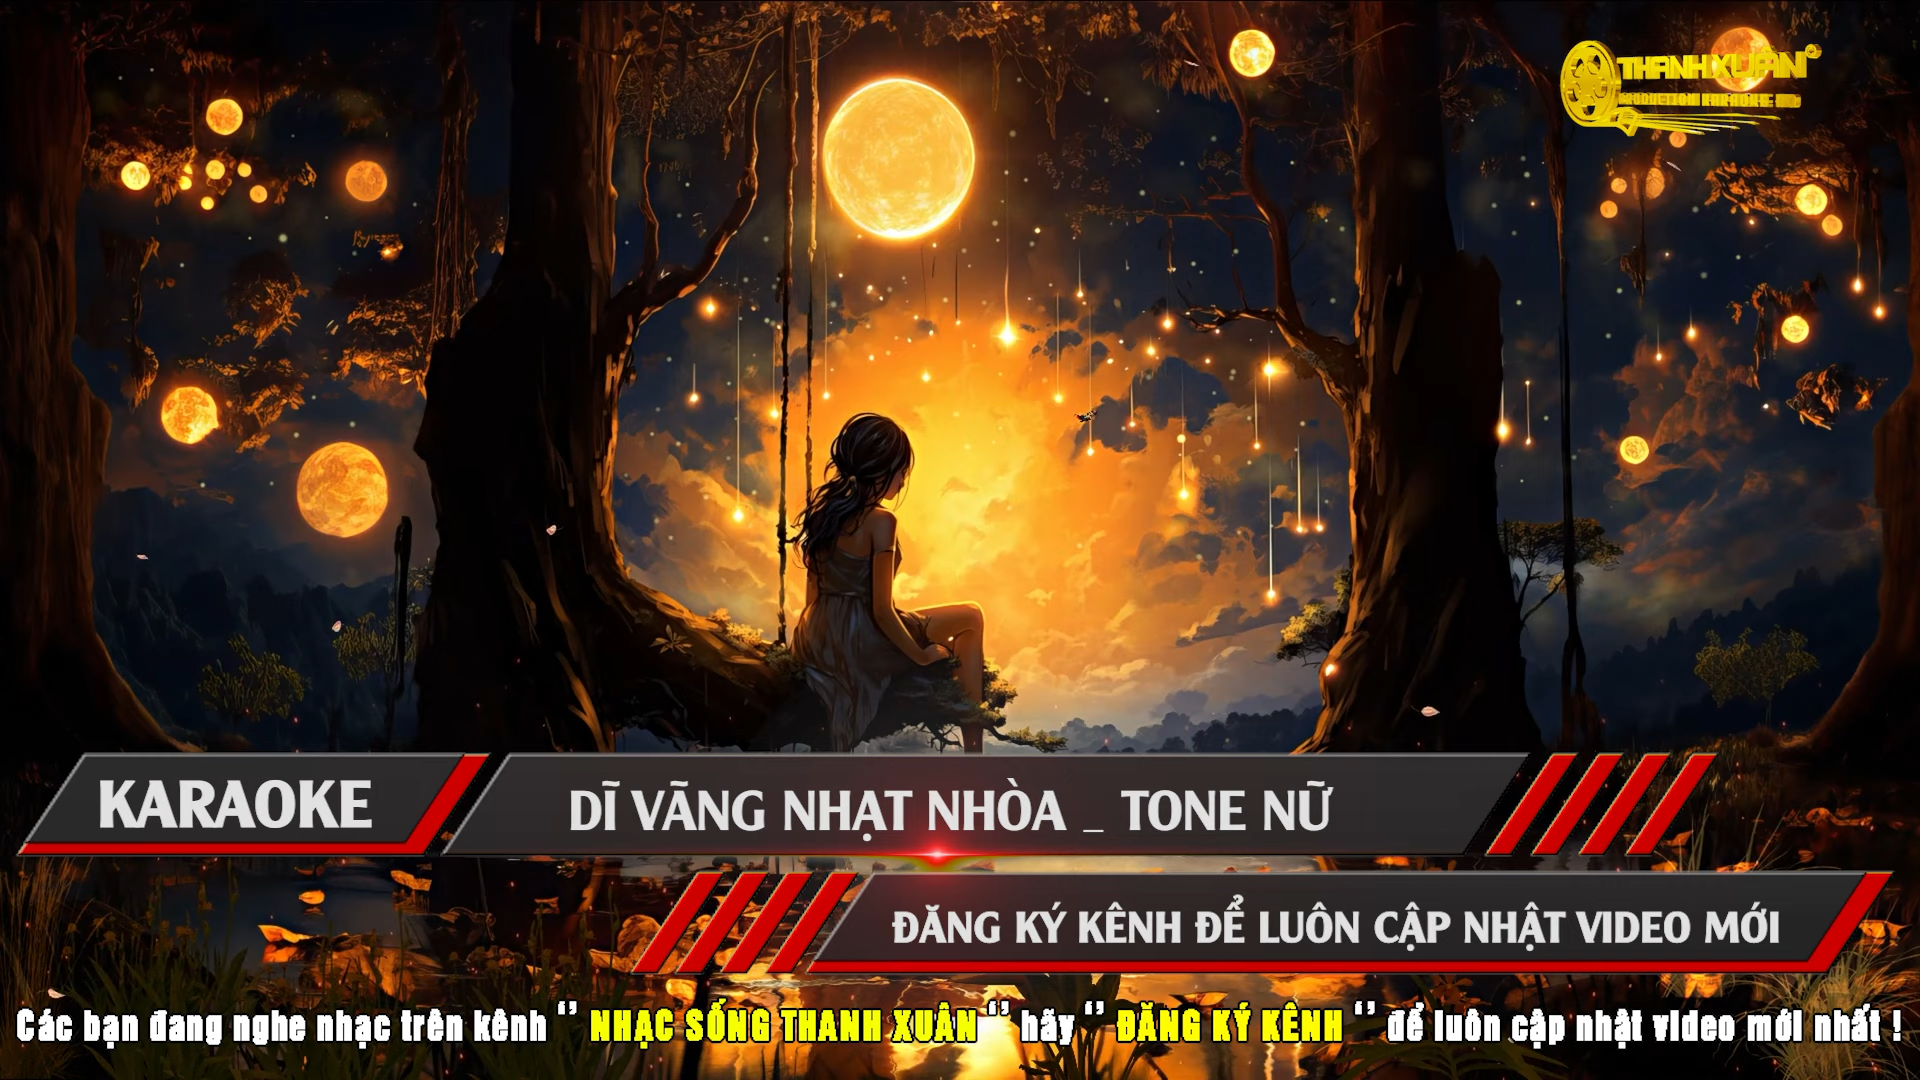 THANH XUÂN
KARAOKE
DĨ VÃNG NHẠT NHÒA _ TONE NỮ
ĐĂNG KÝ KÊNH ĐỂ LUÔN CẬP NHẬT VIDEO MỚI
Các bạn đang nghe nhạc trên kênh " NHẠC SỐNG THANH XUÂN " hãy " ĐĂNG KÝ KÊNH " để luôn cập nhật video mới nhất !